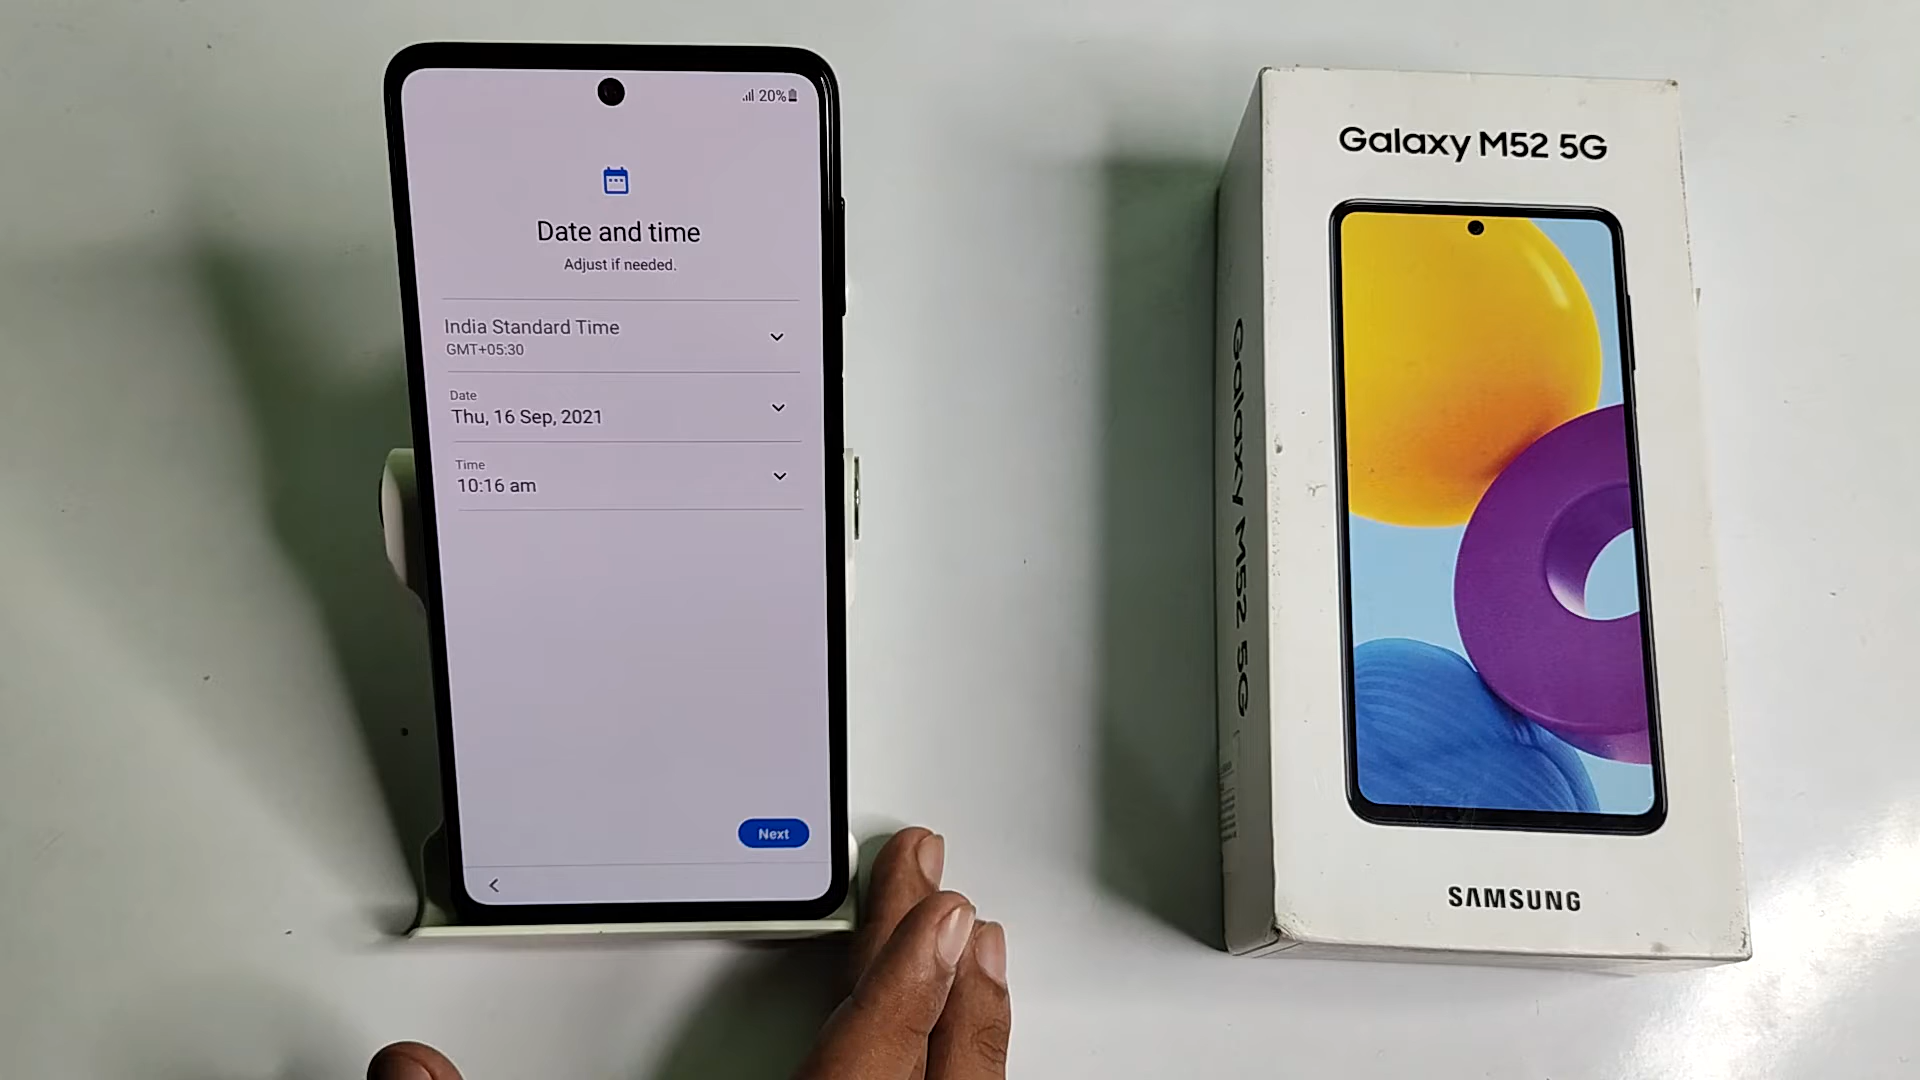 20%
Date and time
Adjust if needed.
India Standard Time
GMT+05:30
Date
Thu, 16 Sep, 2021
Time
10:16 am
Next
Galaxy M52 5G
SAMSUNG
Galaxy M52 5G